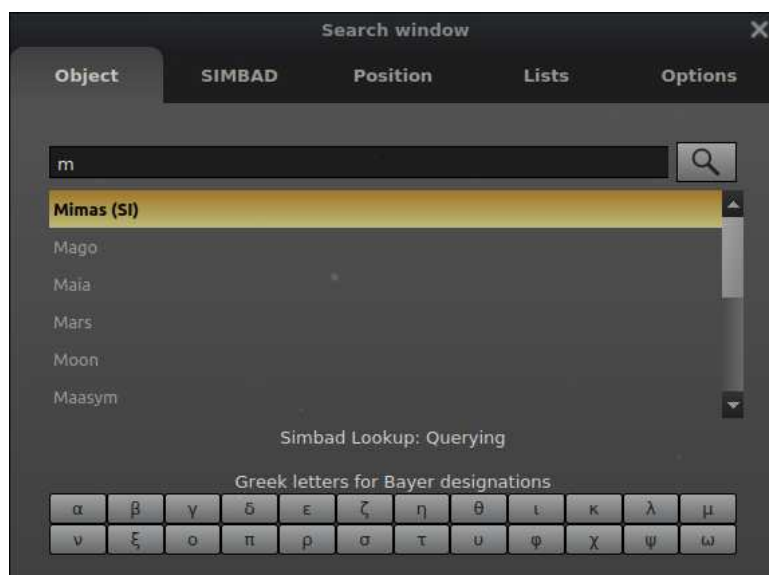 Search window
Object SIMBAD Position Lists Options
m
Mimas (SI)
Mago
Maia
Mars
Moon
Maasym
Simbad Lookup: Querying
Greek letters for Bayer designations
α β γ δ ε ζ η θ ι κ λ μ
ν ξ ο π ρ σ τ υ φ χ ψ ω